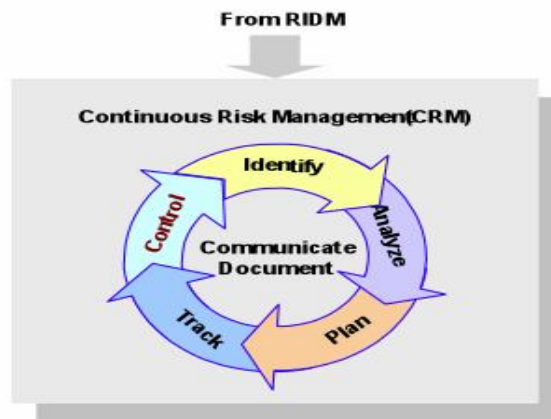 From RIDM
Continuous Risk Management(CRM)
Identify
Analyze
Plan
Track
Control
Communicate
Document